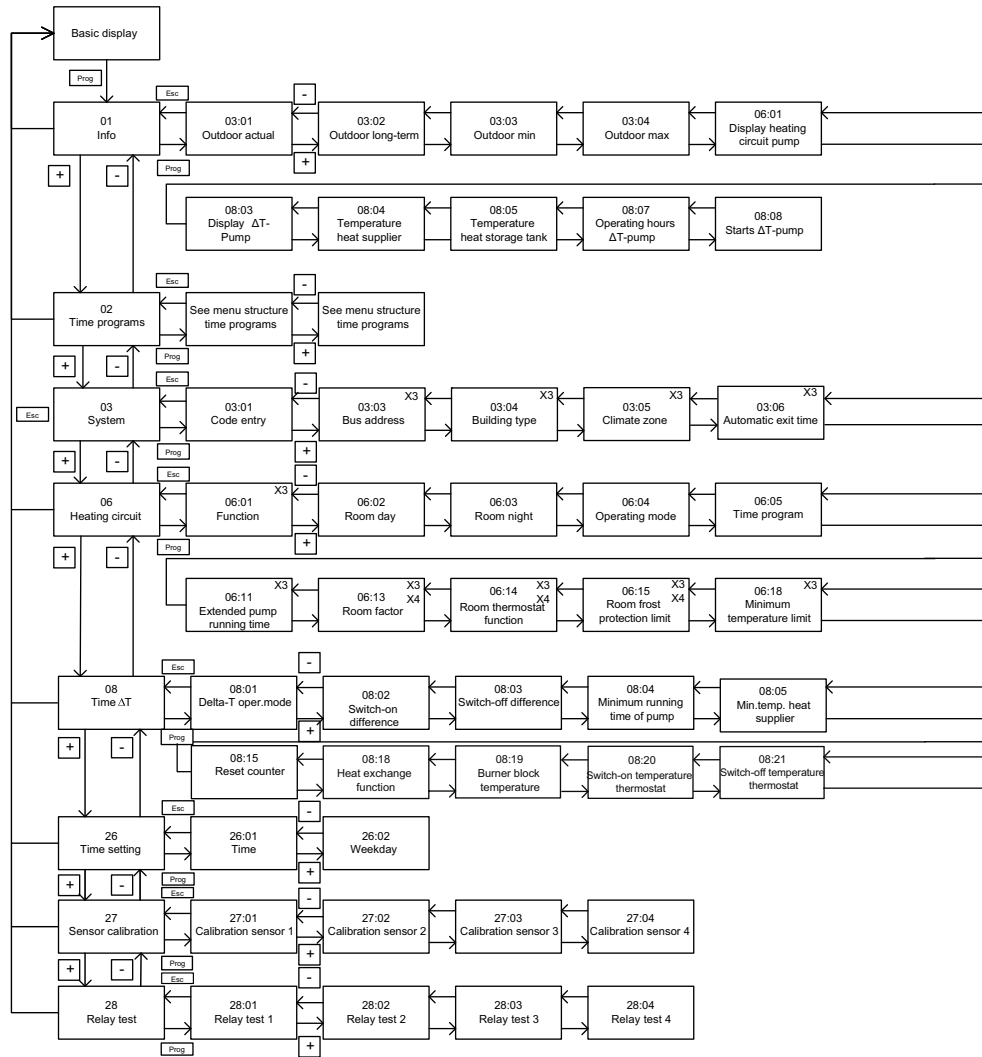 Basic display
Prog
Esc
-
01
Info
03:01
Outdoor actual
03:02
Outdoor long-term
03:03
Outdoor min
03:04
Outdoor max
06:01
Display heating
circuit pump
+
-
Prog
+
08:03
Display ΔT-
Pump
08:04
Temperature
heat supplier
08:05
Temperature
heat storage tank
08:07
Operating hours
ΔT-pump
08:08
Starts ΔT-pump
Esc
-
02
Time programs
See menu structure
time programs
See menu structure
time programs
+
-
Prog
+
Esc
-
Esc
03
System
03:01
Code entry
X3
03:03
Bus address
X3
03:04
Building type
X3
03:05
Climate zone
X3
03:06
Automatic exit time
+
-
Prog
+
Esc
-
06
Heating circuit
X3
06:01
Function
06:02
Room day
06:03
Room night
06:04
Operating mode
06:05
Time program
+
-
Prog
+
X3
06:11
Extended pump
running time
X3
X4
06:13
Room factor
X3
X4
06:14
Room thermostat
function
X3
X4
06:15
Room frost
protection limit
X3
06:18
Minimum
temperature limit
Esc
-
08
Time ΔT
08:01
Delta-T oper.mode
08:02
Switch-on
difference
08:03
Switch-off difference
08:04
Minimum running
time of pump
08:05
Min.temp. heat
supplier
+
-
Prog
+
08:15
Reset counter
08:18
Heat exchange
function
08:19
Burner block
temperature
08:20
Switch-on temperature
thermostat
08:21
Switch-off temperature
thermostat
Esc
-
26
Time setting
26:01
Time
26:02
Weekday
+
-
Prog
+
Esc
-
27
Sensor calibration
27:01
Calibration sensor 1
27:02
Calibration sensor 2
27:03
Calibration sensor 3
27:04
Calibration sensor 4
+
-
Prog
+
Esc
-
28
Relay test
28:01
Relay test 1
28:02
Relay test 2
28:03
Relay test 3
28:04
Relay test 4
Prog
+